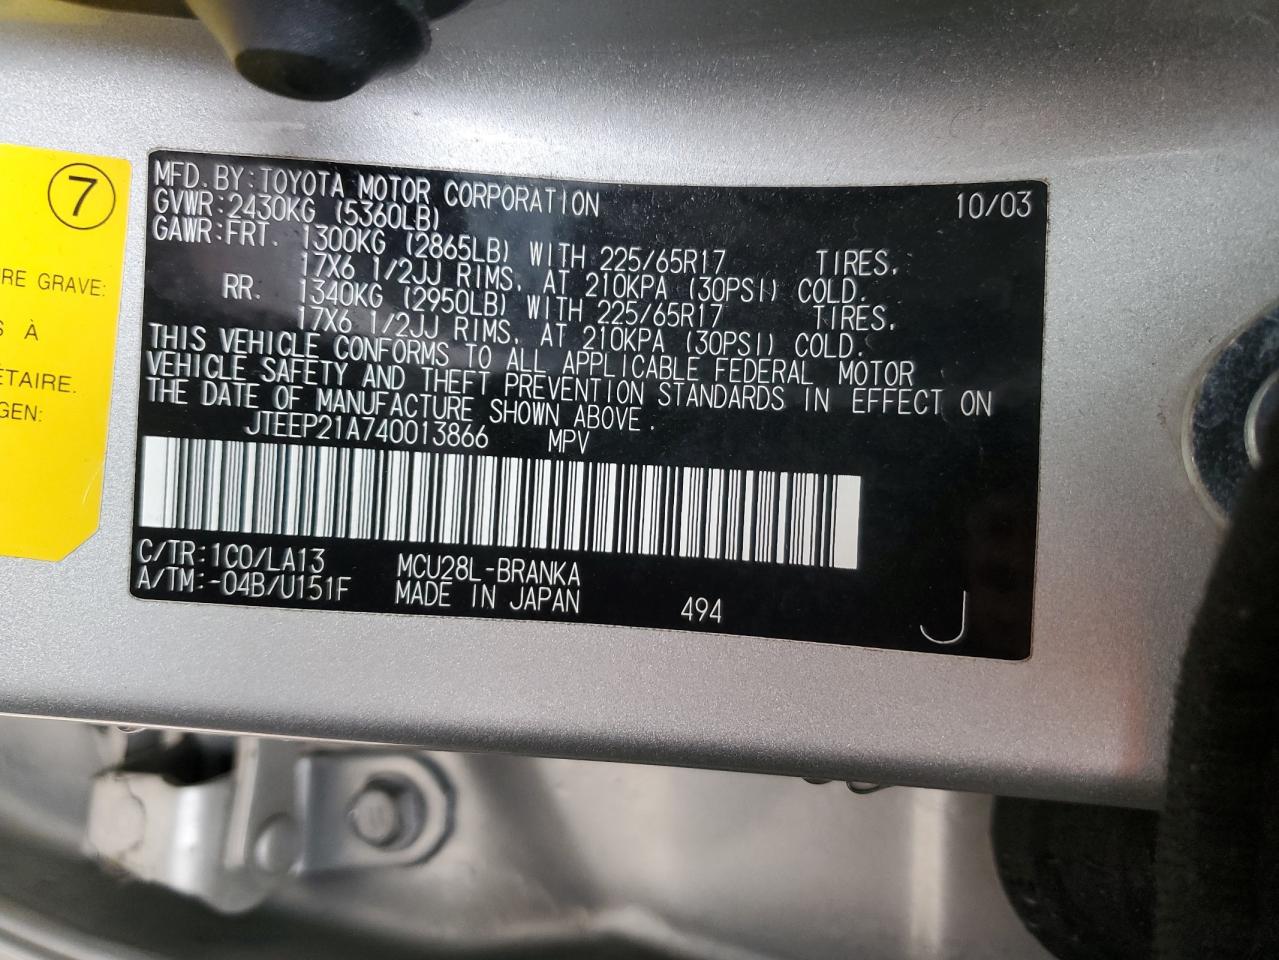 7
RE GRAVE:
S À
ÉTAIRE.
GEN:
MFD. BY: TOYOTA MOTOR CORPORATION 10/03
GVWR: 2430KG (5360LB)
GAWR: FRT. 1300KG (2865LB) WITH 225/65R17 TIRES,
17X6 1/2JJ RIMS, AT 210KPA (30PSI) COLD.
RR. 1340KG (2950LB) WITH 225/65R17 TIRES,
17X6 1/2JJ RIMS, AT 210KPA (30PSI) COLD.
THIS VEHICLE CONFORMS TO ALL APPLICABLE FEDERAL MOTOR
VEHICLE SAFETY AND THEFT PREVENTION STANDARDS IN EFFECT ON
THE DATE OF MANUFACTURE SHOWN ABOVE.
JTEEP21A740013866 MPV
C/TR: 1C0/LA13 MCU28L-BRANKA
A/TM: -04B/U151F MADE IN JAPAN 494 J